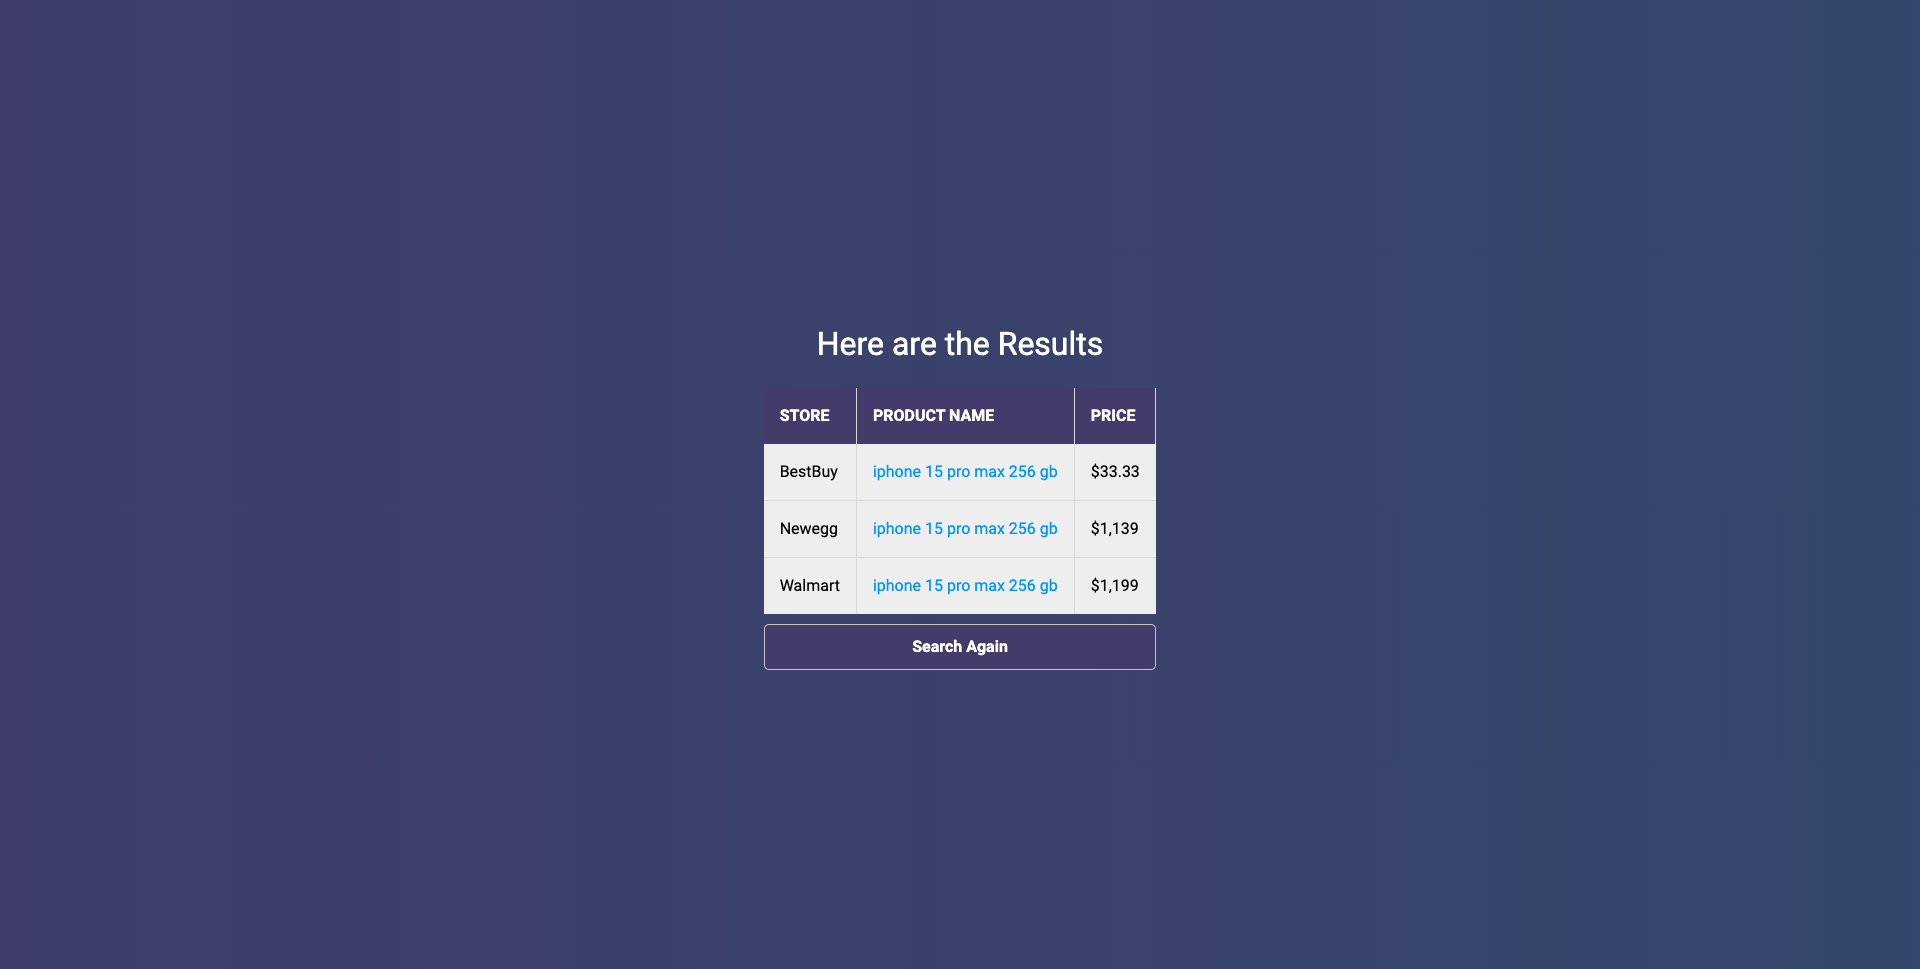 Here are the Results
STORE PRODUCT NAME PRICE
BestBuy iphone 15 pro max 256 gb $33.33
Newegg iphone 15 pro max 256 gb $1,139
Walmart iphone 15 pro max 256 gb $1,199
Search Again